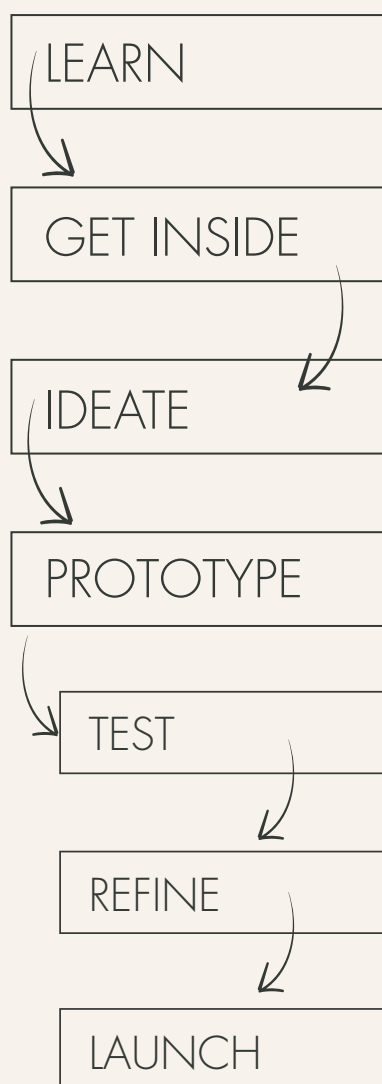 LEARN
GET INSIDE
IDEATE
PROTOTYPE
TEST
REFINE
LAUNCH